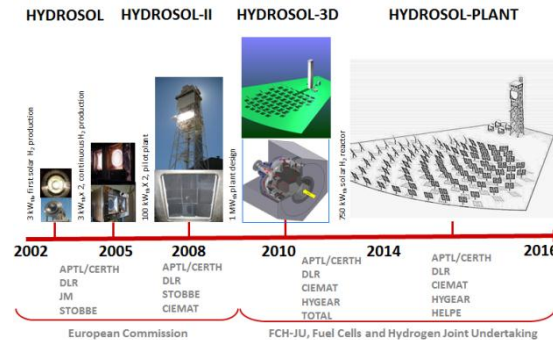 HYDROSOL HYDROSOL-II HYDROSOL-3D HYDROSOL-PLANT
3 kWth first solar H2 production
3 kWthX 2, continuous H2 production
100 kWthX 2, pilot plant
1 MWth plant design
750 kWth solar H2 reactor
2002 2005 2008 2010 2014 2016
APTL/CERTH
DLR
JM
STOBBE
APTL/CERTH
DLR
STOBBE
CIEMAT
APTL/CERTH
DLR
CIEMAT
HYGEAR
TOTAL
APTL/CERTH
DLR
CIEMAT
HYGEAR
HELPE
European Commission
FCH-JU, Fuel Cells and Hydrogen Joint Undertaking